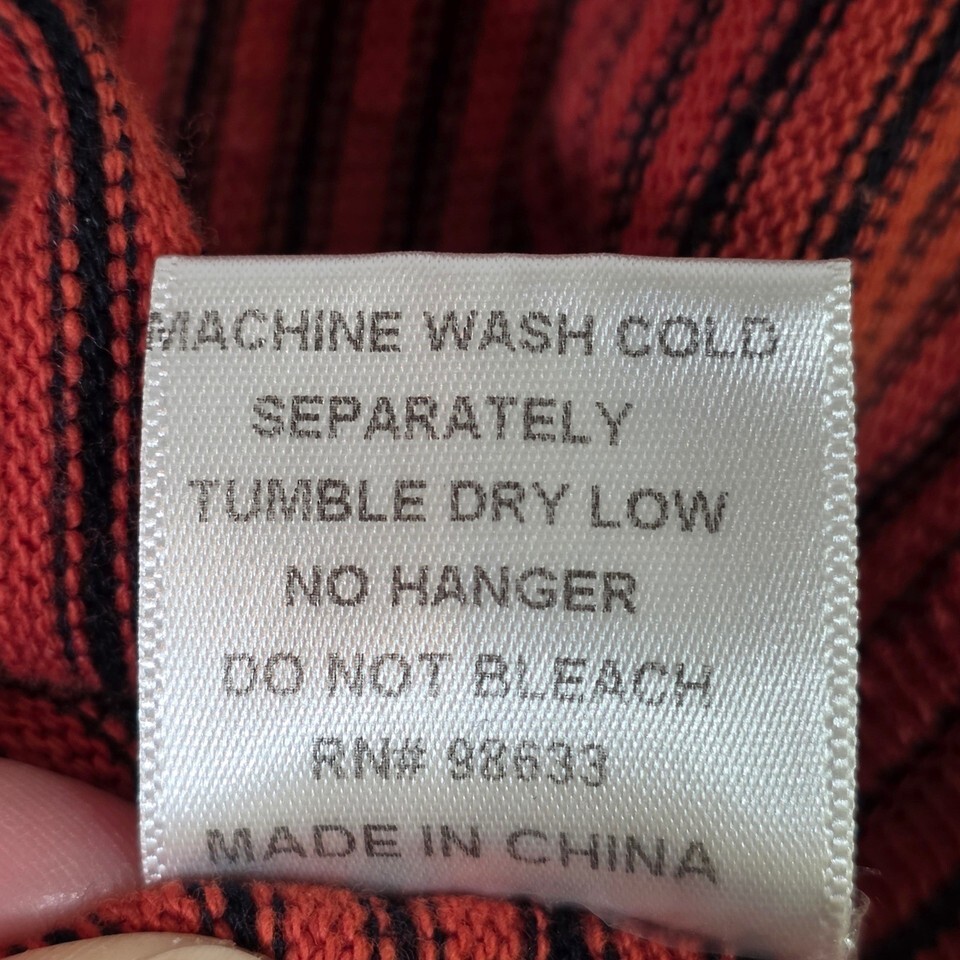 MACHINE WASH COLD
SEPARATELY
TUMBLE DRY LOW
NO HANGER
DO NOT BLEACH
RN# 98633
MADE IN CHINA